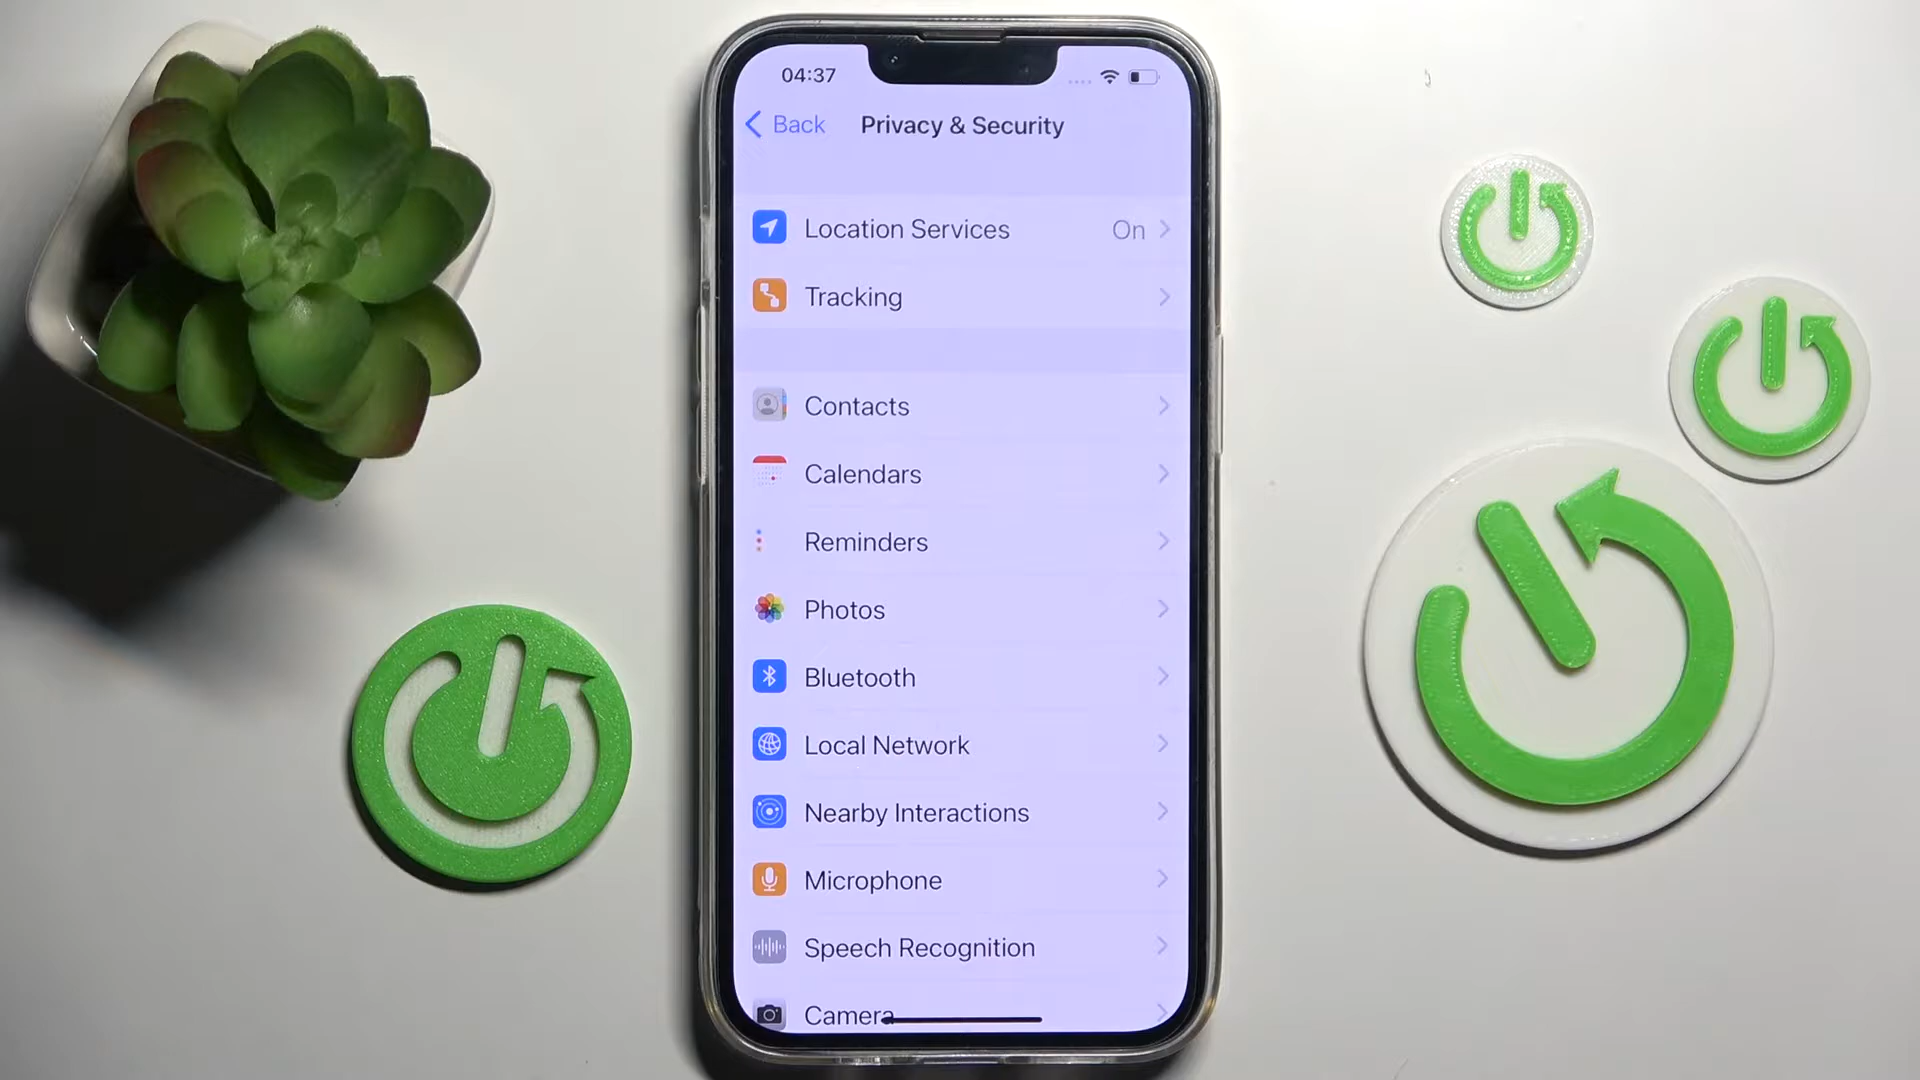 04:37
Back
Privacy & Security
Location Services On
Tracking
Contacts
Calendars
Reminders
Photos
Bluetooth
Local Network
Nearby Interactions
Microphone
Speech Recognition
Camera